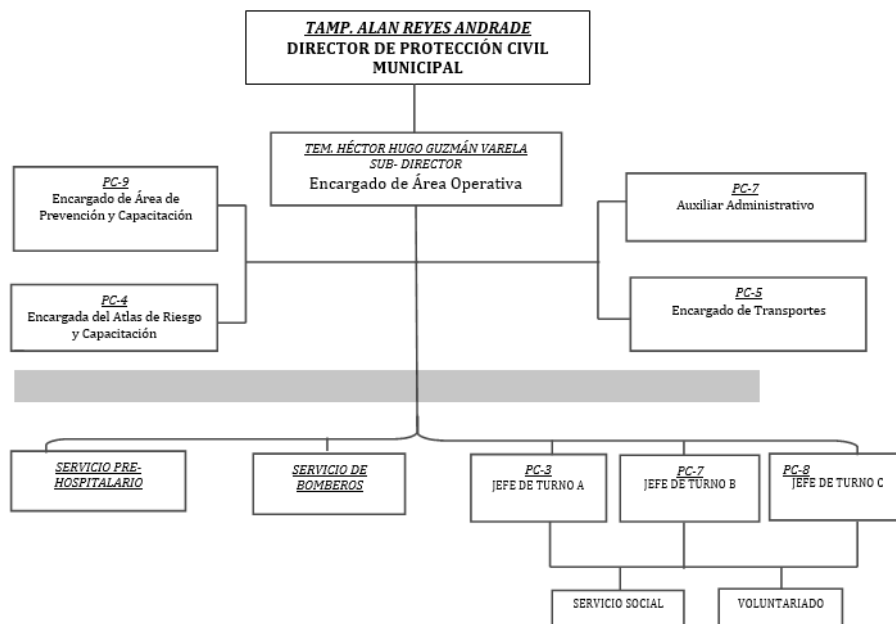 TAMP. ALAN REYES ANDRADE
DIRECTOR DE PROTECCIÓN CIVIL
MUNICIPAL
TEM. HÉCTOR HUGO GUZMÁN VARELA
SUB- DIRECTOR
Encargado de Área Operativa
PC-9
Encargado de Área de
Prevención y Capacitación
PC-7
Auxiliar Administrativo
PC-4
Encargada del Atlas de Riesgo
y Capacitación
PC-5
Encargado de Transportes
SERVICIO PRE-
HOSPITALARIO
SERVICIO DE
BOMBEROS
PC-3
JEFE DE TURNO A
PC-7
JEFE DE TURNO B
PC-8
JEFE DE TURNO C
SERVICIO SOCIAL
VOLUNTARIADO